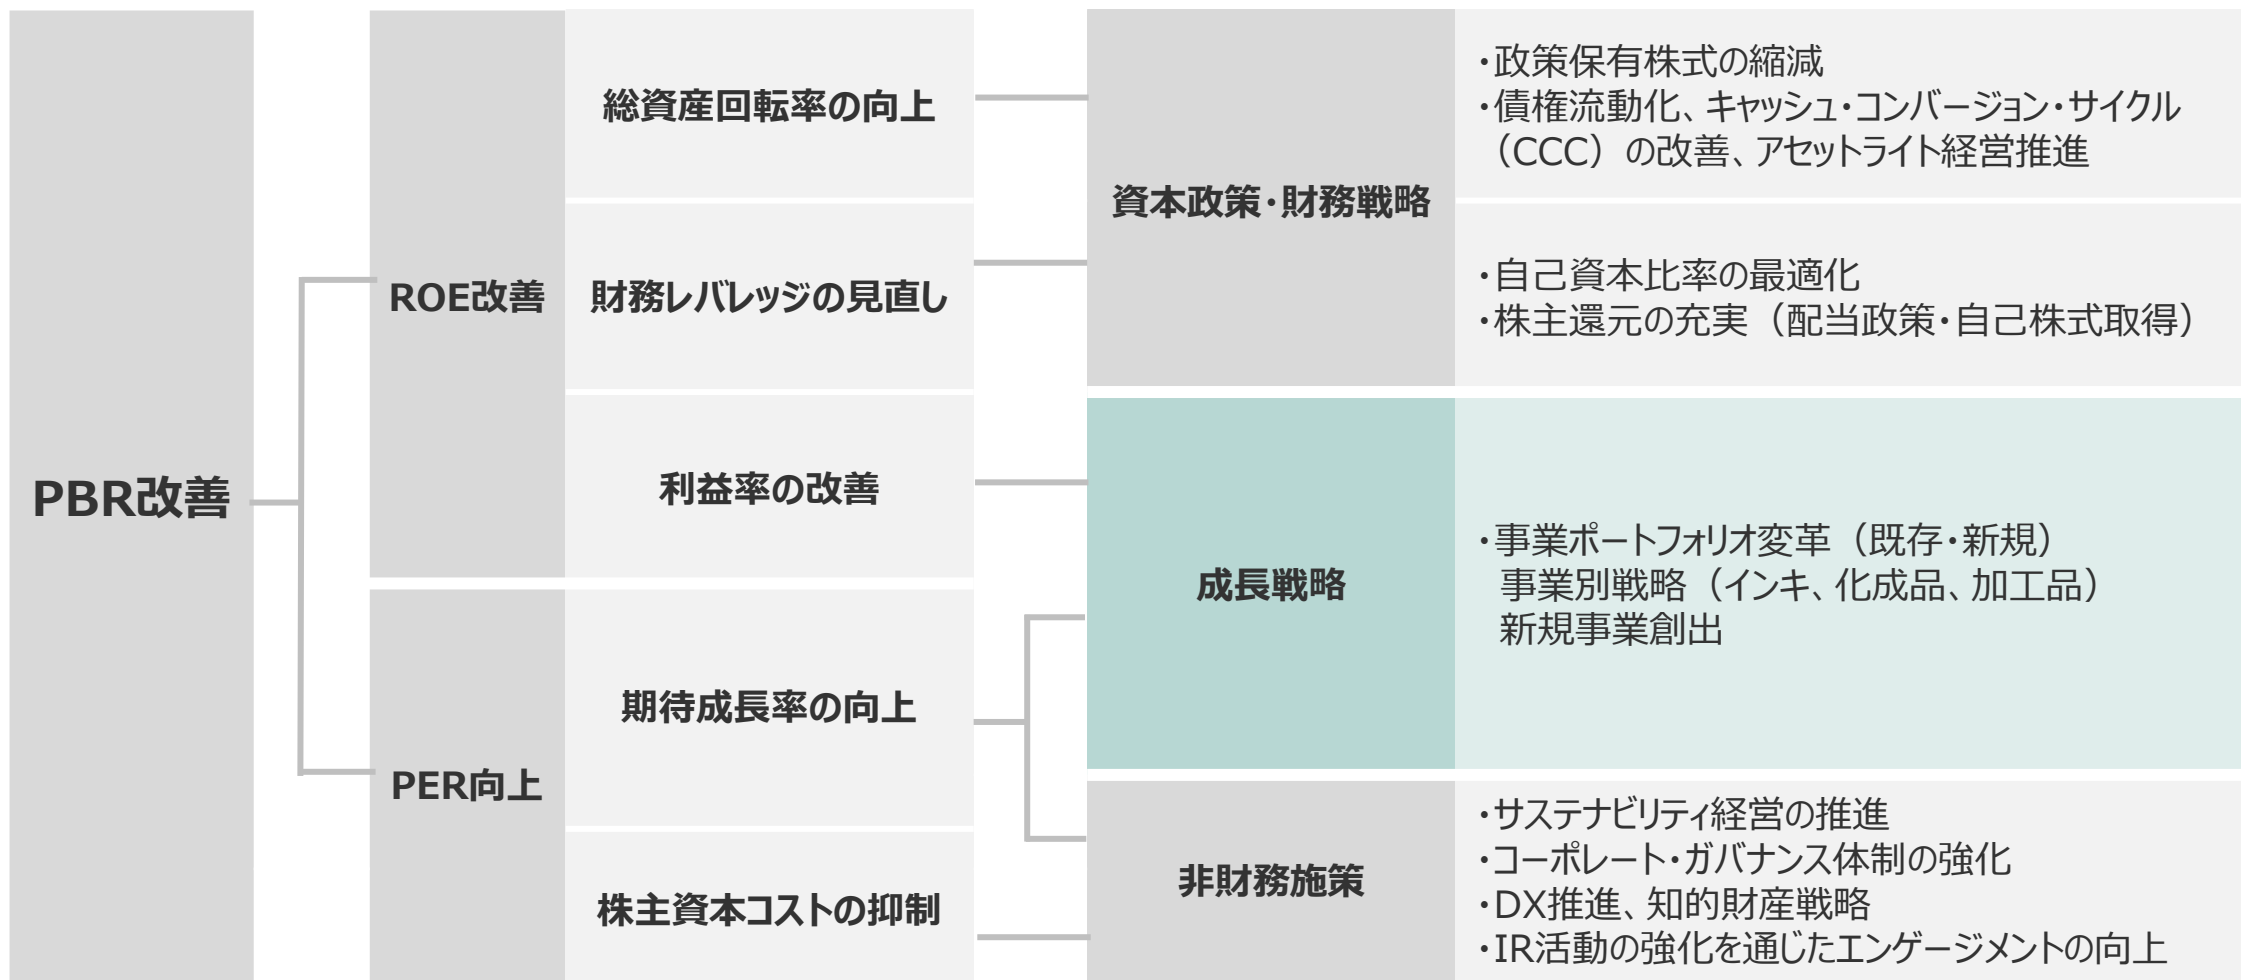 PBR改善
ROE改善
総資産回転率の向上
財務レバレッジの見直し
利益率の改善
PER向上
期待成長率の向上
株主資本コストの抑制
資本政策・財務戦略
・政策保有株式の縮減
・債権流動化、キャッシュ・コンバージョン・サイクル
（CCC）の改善、アセットライト経営推進
・自己資本比率の最適化
・株主還元の充実（配当政策・自己株式取得）
成長戦略
・事業ポートフォリオ変革（既存・新規）
事業別戦略（インキ、化成品、加工品）
新規事業創出
非財務施策
・サステナビリティ経営の推進
・コーポレート・ガバナンス体制の強化
・DX推進、知的財産戦略
・IR活動の強化を通じたエンゲージメントの向上